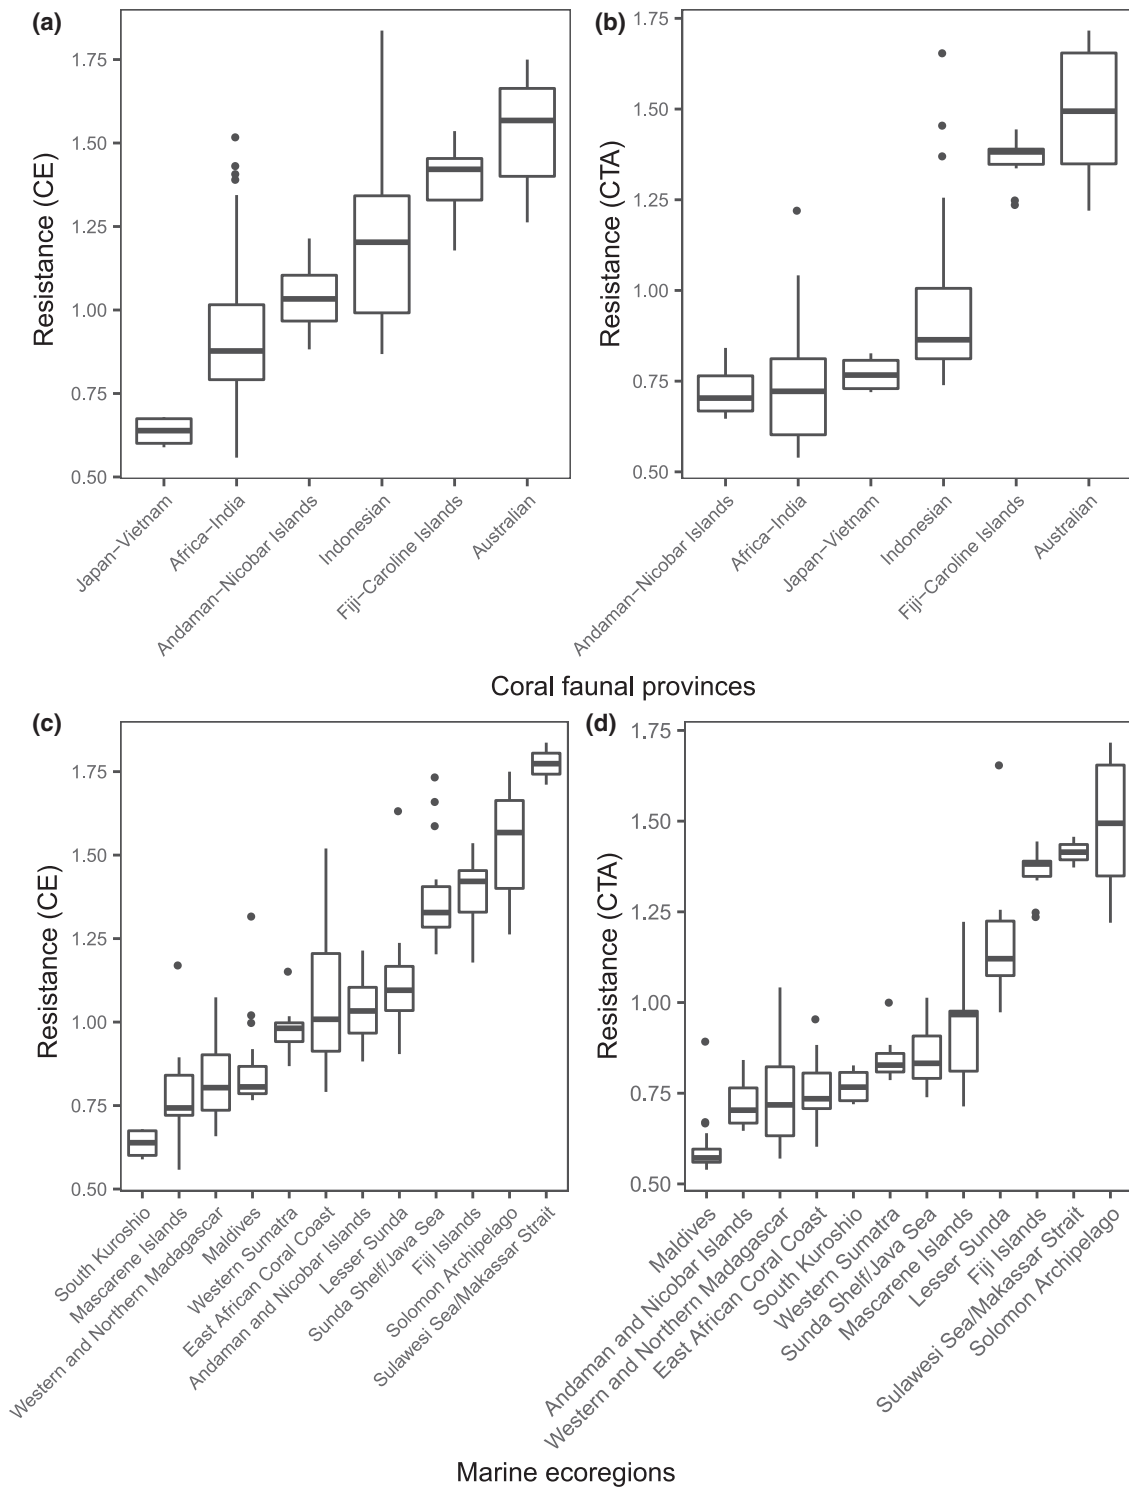 (a)
Resistance (CE)
1.75
1.50
1.25
1.00
0.75
0.50
Japan−Vietnam
Africa−India
Andaman−Nicobar Islands
Indonesian
Fiji−Caroline Islands
Australian
(b)
Resistance (CTA)
1.75
1.50
1.25
1.00
0.75
0.50
Andaman−Nicobar Islands
Africa−India
Japan−Vietnam
Indonesian
Fiji−Caroline Islands
Australian
Coral faunal provinces
(c)
Resistance (CE)
1.75
1.50
1.25
1.00
0.75
0.50
South Kuroshio
Mascarene Islands
Western and Northern Madagascar
Maldives
Western Sumatra
East African Coral Coast
Andaman and Nicobar Islands
Lesser Sunda
Sunda Shelf/Java Sea
Fiji Islands
Solomon Archipelago
Sulawesi Sea/Makassar Strait
(d)
Resistance (CTA)
1.75
1.50
1.25
1.00
0.75
0.50
Maldives
Andaman and Nicobar Islands
Western and Northern Madagascar
East African Coral Coast
South Kuroshio
Western Sumatra
Sunda Shelf/Java Sea
Mascarene Islands
Lesser Sunda
Fiji Islands
Sulawesi Sea/Makassar Strait
Solomon Archipelago
Marine ecoregions